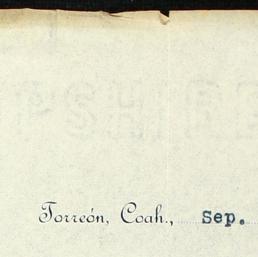 Torreón, Coah., Sep.